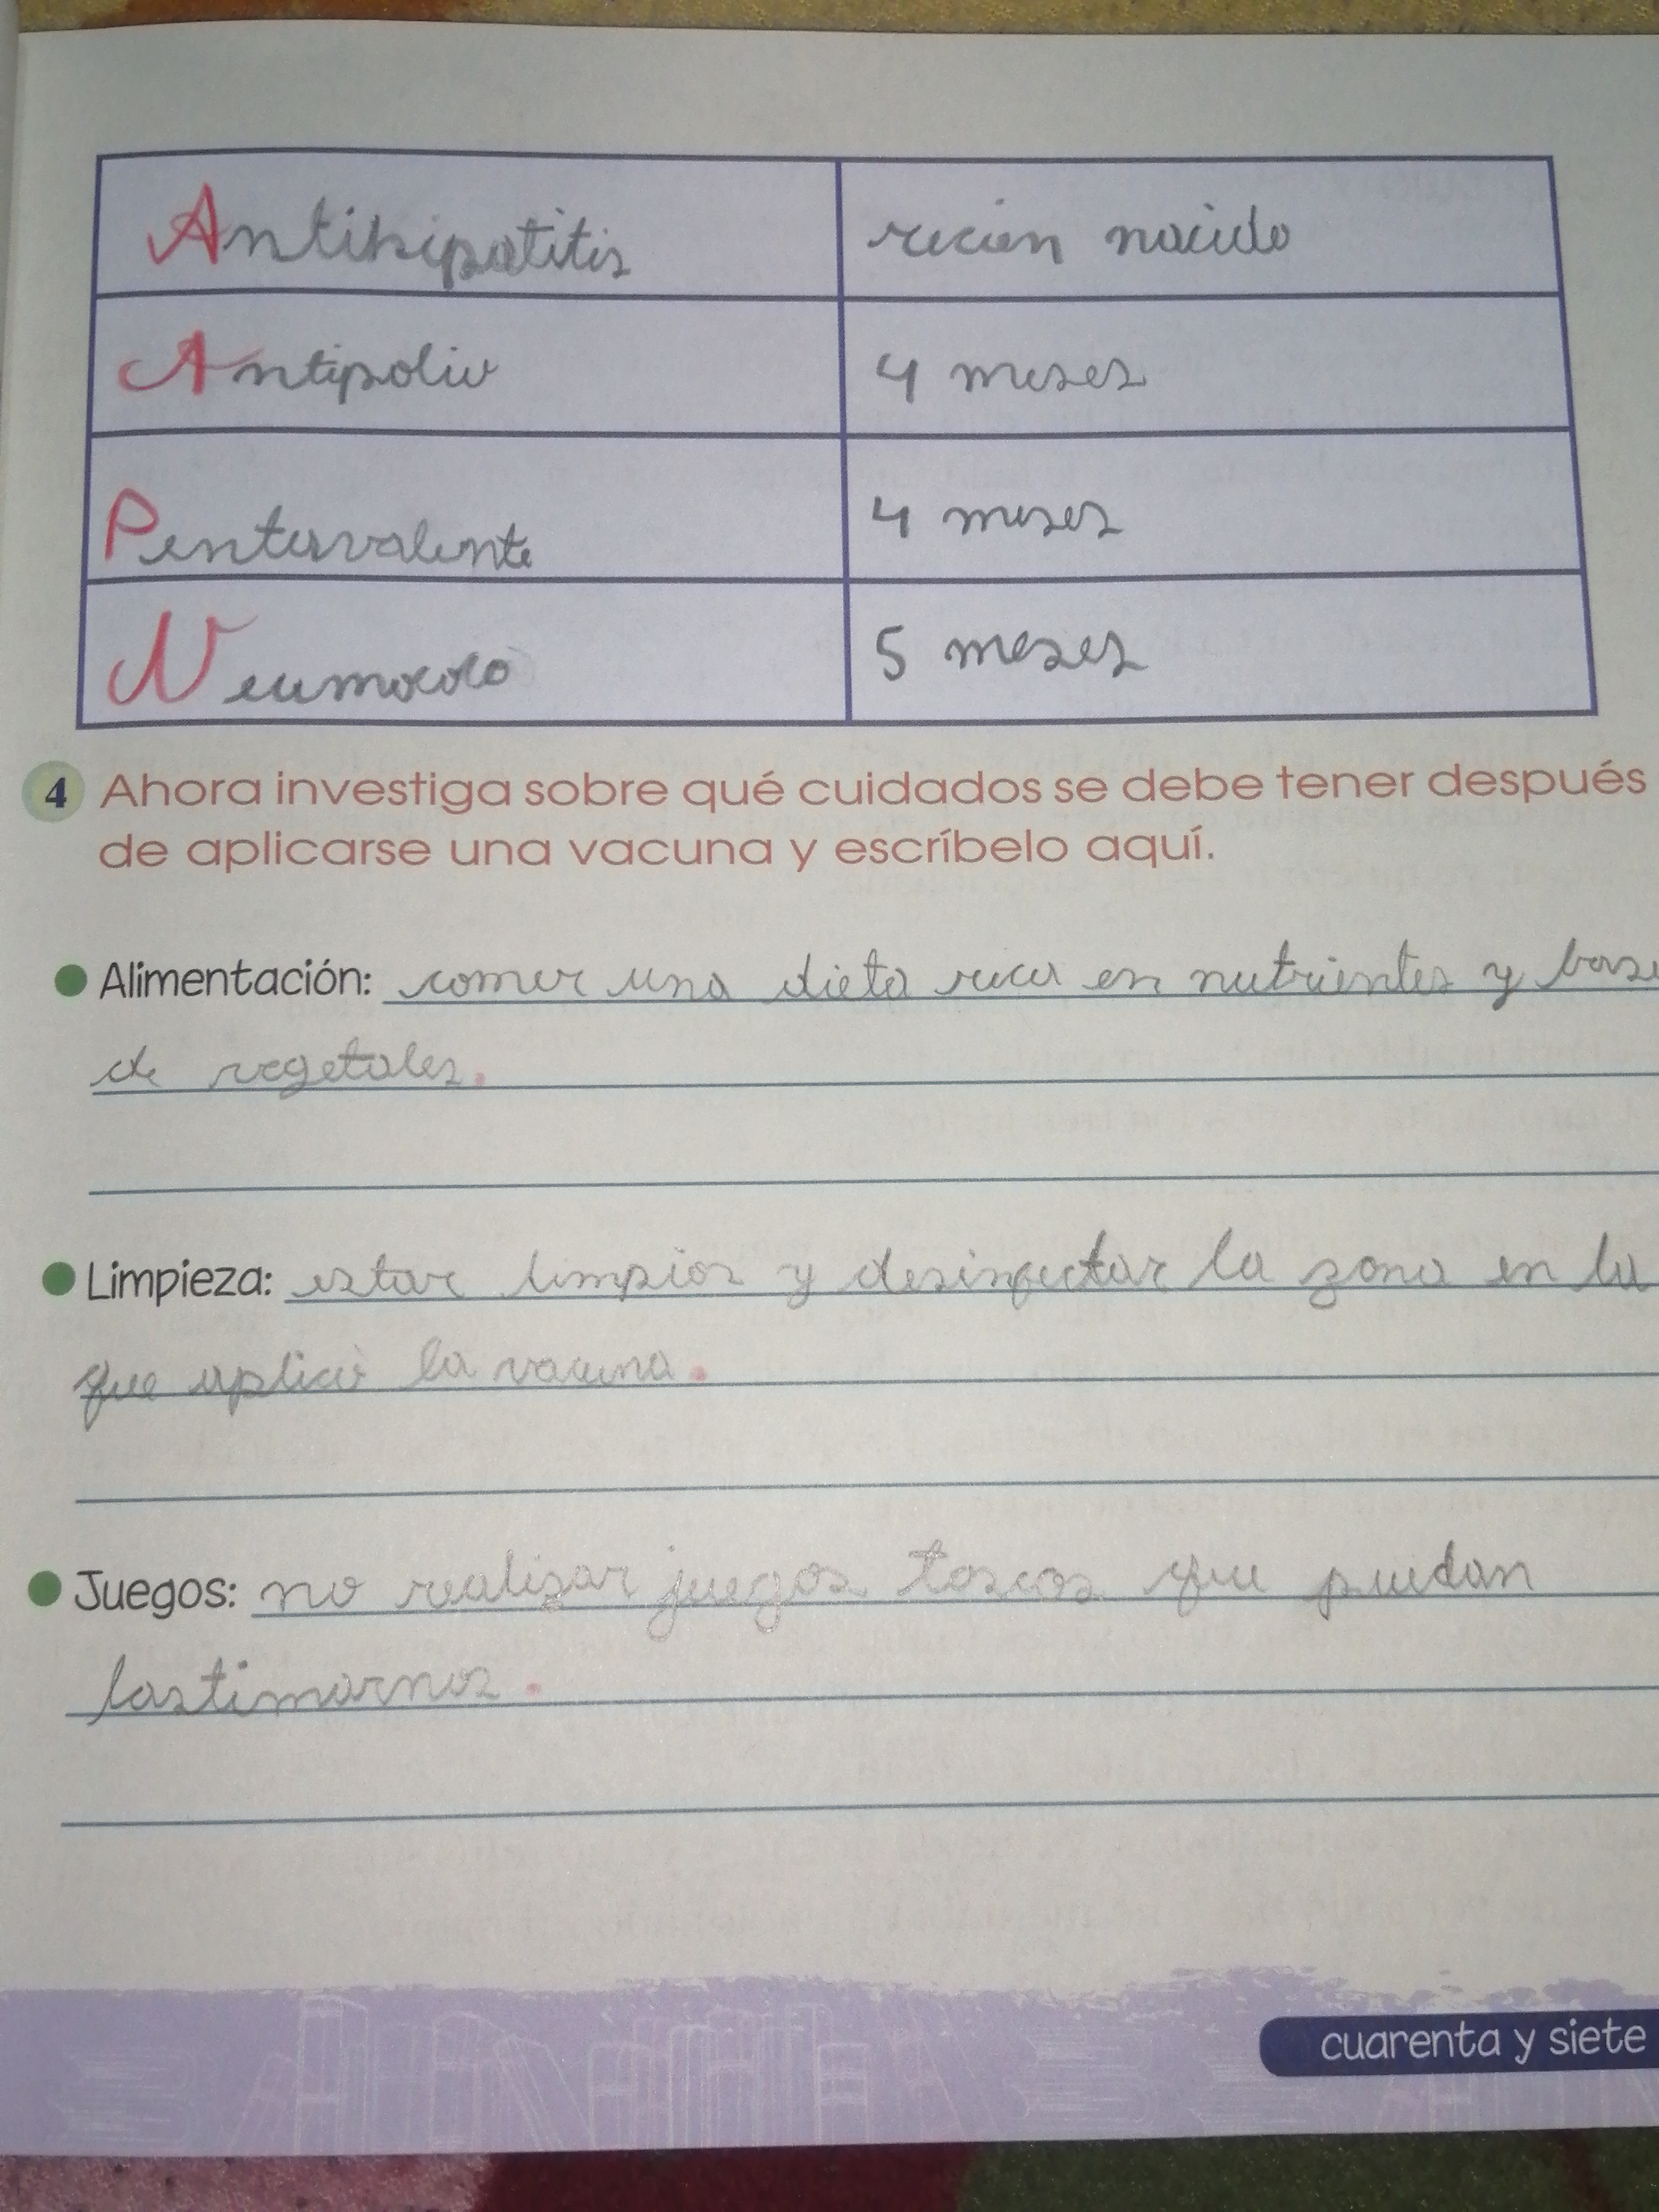 Antihipatitis recien nacido
Antipolio 4 meses
Pentavalente 4 meses
Neumococo 5 meses
4 Ahora investiga sobre qué cuidados se debe tener después
de aplicarse una vacuna y escríbelo aquí.
Alimentación: comer una dieta rica en nutrientes y base
de vegetales.
Limpieza: estar limpios y desinfectar la zona en la
que aplicó la vacuna.
Juegos: no realizar juegos toscos que puedan
lastimarnos.
cuarenta y siete